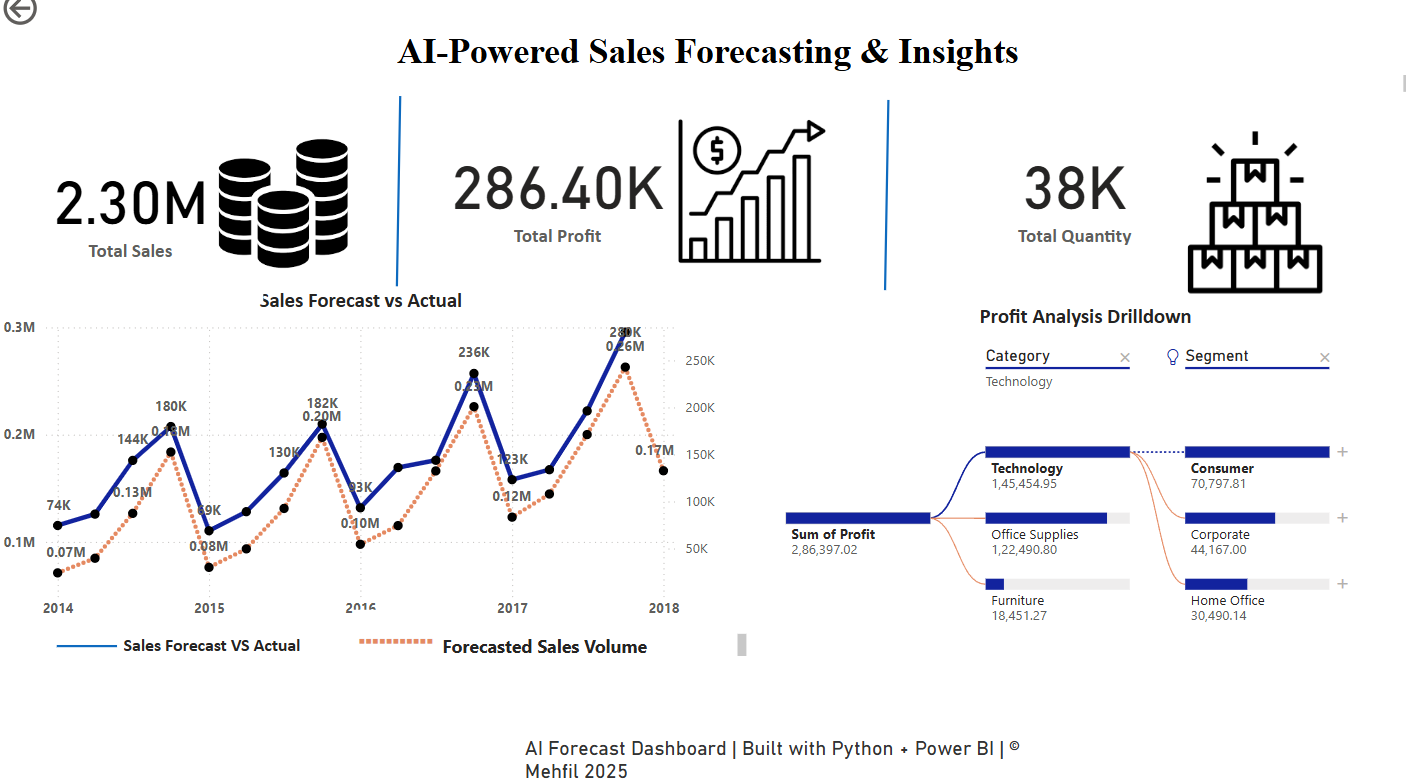 AI-Powered Sales Forecasting & Insights
2.30M
Total Sales
286.40K
Total Profit
38K
Total Quantity
Sales Forecast vs Actual
0.3M
0.2M
0.1M
74K
144K
180K
69K
130K
182K
93K
236K
123K
280K
0.07M
0.13M
0.18M
0.08M
0.20M
0.10M
0.23M
0.12M
0.26M
0.17M
250K
200K
150K
100K
50K
2014
2015
2016
2017
2018
Sales Forecast VS Actual
Forecasted Sales Volume
Profit Analysis Drilldown
Category
Segment
Technology
Sum of Profit
2,86,397.02
Technology
1,45,454.95
Office Supplies
1,22,490.80
Furniture
18,451.27
Consumer
70,797.81
Corporate
44,167.00
Home Office
30,490.14
AI Forecast Dashboard | Built with Python + Power BI | ©
Mehfil 2025